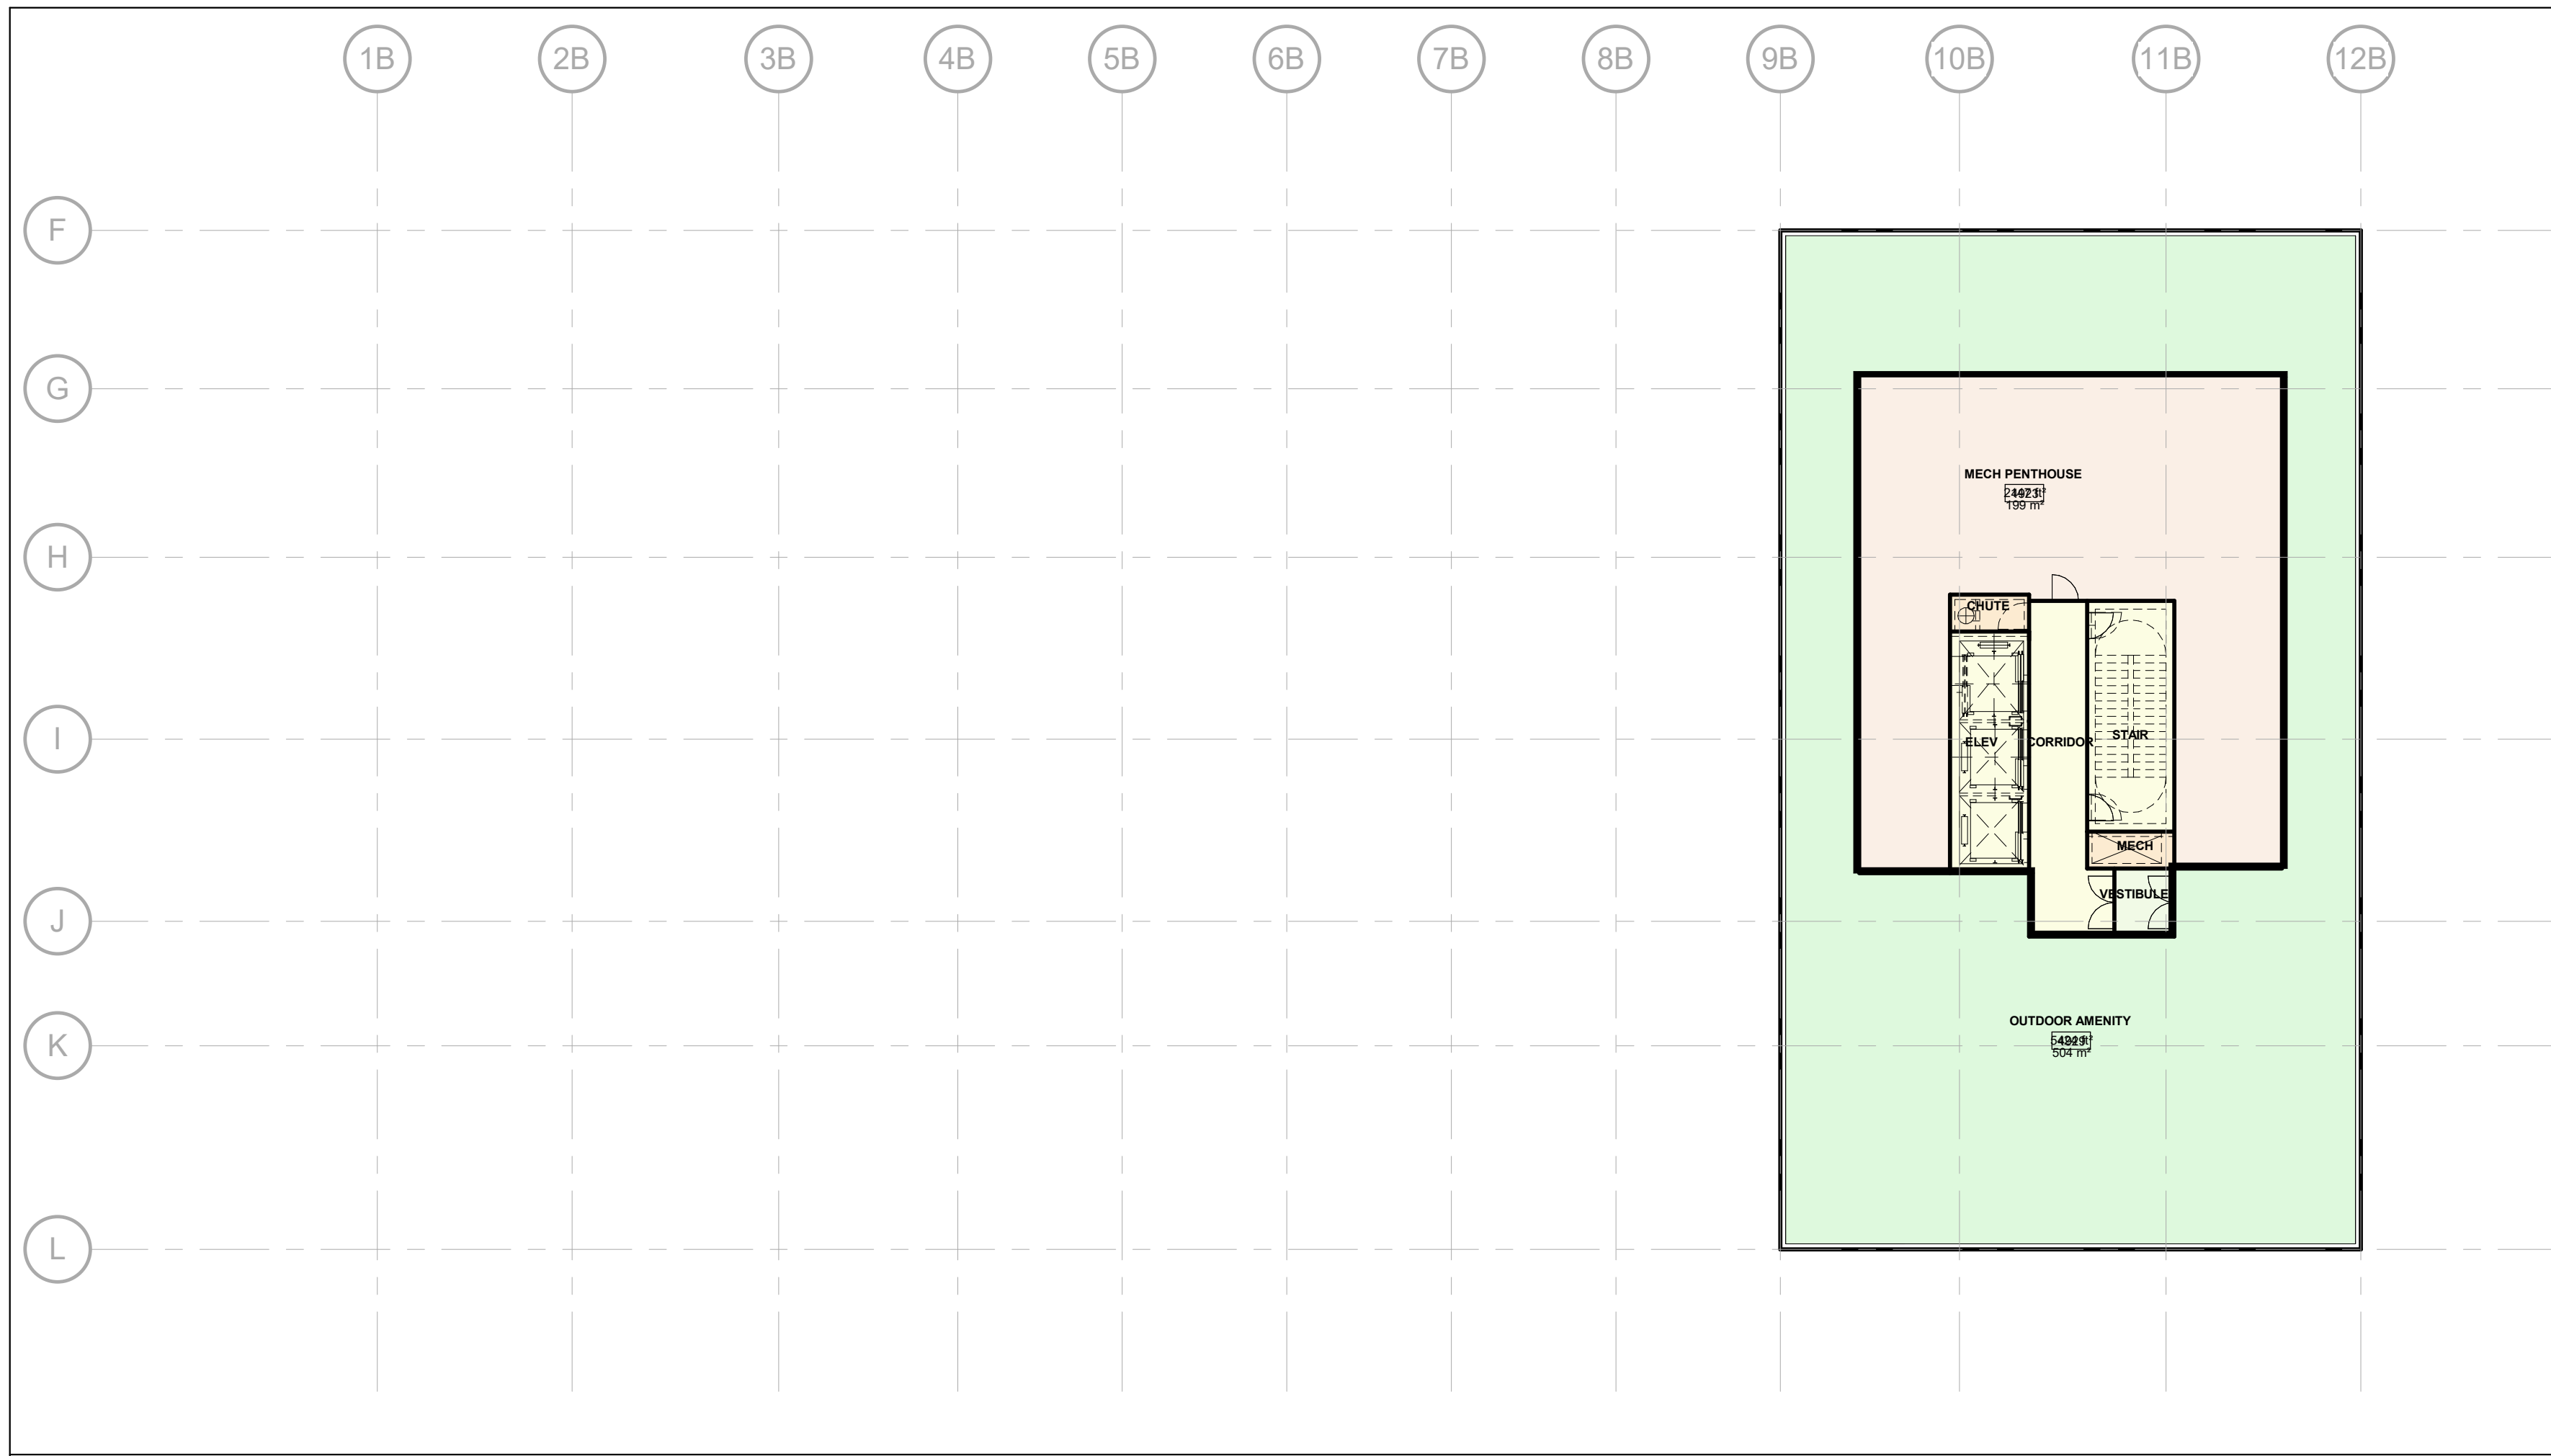 1B 2B 3B 4B 5B 6B 7B 8B 9B 10B 11B 12B
F
G
MECH PENTHOUSE
199 m²
H
CHUTE
I
ELEV CORRIDOR STAIR
MECH
VESTIBULE
J
OUTDOOR AMENITY
K
504 m²
L